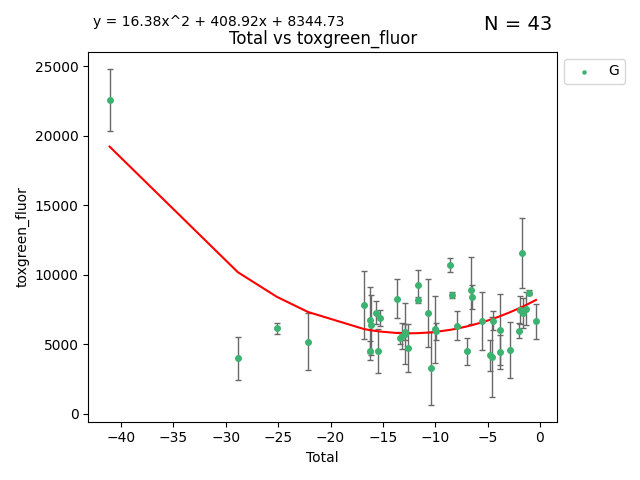 y = 16.38x^2 + 408.92x + 8344.73
N = 43
Total vs toxgreen_fluor
G
25000
20000
15000
10000
5000
0
toxgreen_fluor
−40 −35 −30 −25 −20 −15 −10 −5 0
Total